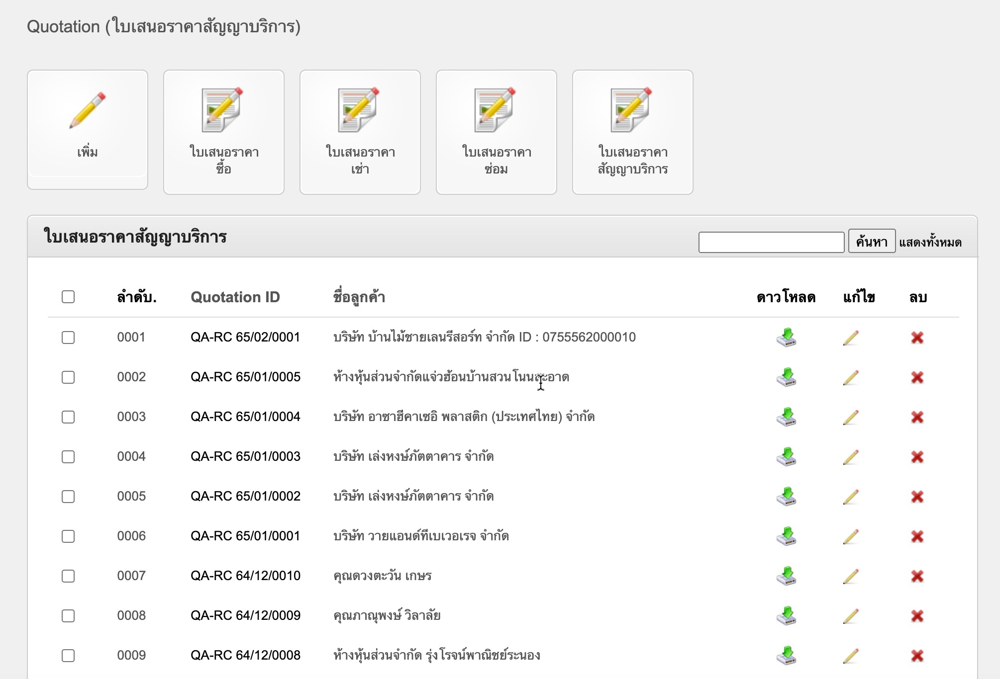 Quotation (ใบเสนอราคาสัญญาบริการ)
เพิ่ม
ใบเสนอราคา
ซื้อ
ใบเสนอราคา
เช่า
ใบเสนอราคา
ซ่อม
ใบเสนอราคา
สัญญาบริการ
ใบเสนอราคาสัญญาบริการ ค้นหา แสดงทั้งหมด
ลำดับ. Quotation ID ชื่อลูกค้า ดาวโหลด แก้ไข ลบ
0001 QA-RC 65/02/0001 บริษัท บ้านไม้ชายเลนรีสอร์ท จำกัด ID : 0755562000010
0002 QA-RC 65/01/0005 ห้างหุ้นส่วนจำกัดแจ่วฮ้อนบ้านสวนโนนสะอาด
0003 QA-RC 65/01/0004 บริษัท อาซาฮีคาเซอิ พลาสติก (ประเทศไทย) จำกัด
0004 QA-RC 65/01/0003 บริษัท เล่งหงษ์ภัตตาคาร จำกัด
0005 QA-RC 65/01/0002 บริษัท เล่งหงษ์ภัตตาคาร จำกัด
0006 QA-RC 65/01/0001 บริษัท วายแอนด์ทีเบเวอเรจ จำกัด
0007 QA-RC 64/12/0010 คุณดวงตะวัน เกษร
0008 QA-RC 64/12/0009 คุณภาณุพงษ์ วิลาลัย
0009 QA-RC 64/12/0008 ห้างหุ้นส่วนจำกัด รุ่งโรจน์พาณิชย์ระนอง